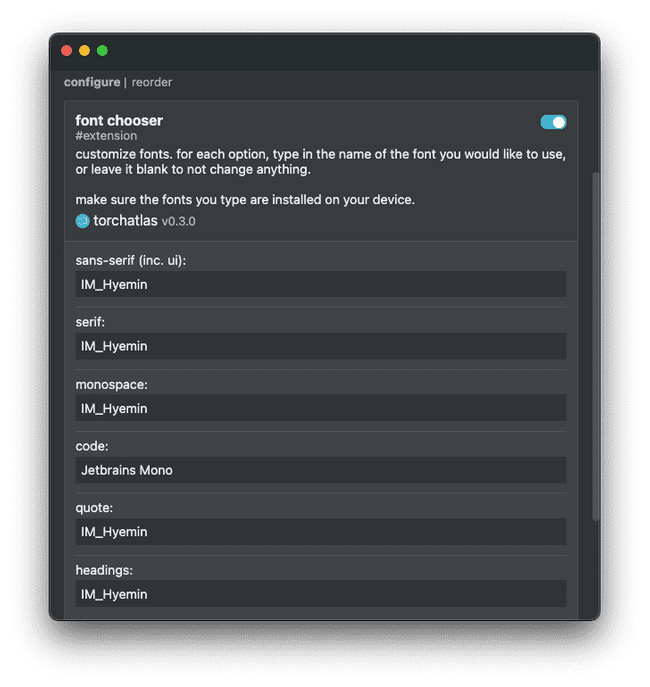 configure | reorder
font chooser
#extension
customize fonts. for each option, type in the name of the font you would like to use,
or leave it blank to not change anything.
make sure the fonts you type are installed on your device.
torchatlas v0.3.0
sans-serif (inc. ui):
IM_Hyemin
serif:
IM_Hyemin
monospace:
IM_Hyemin
code:
Jetbrains Mono
quote:
IM_Hyemin
headings:
IM_Hyemin